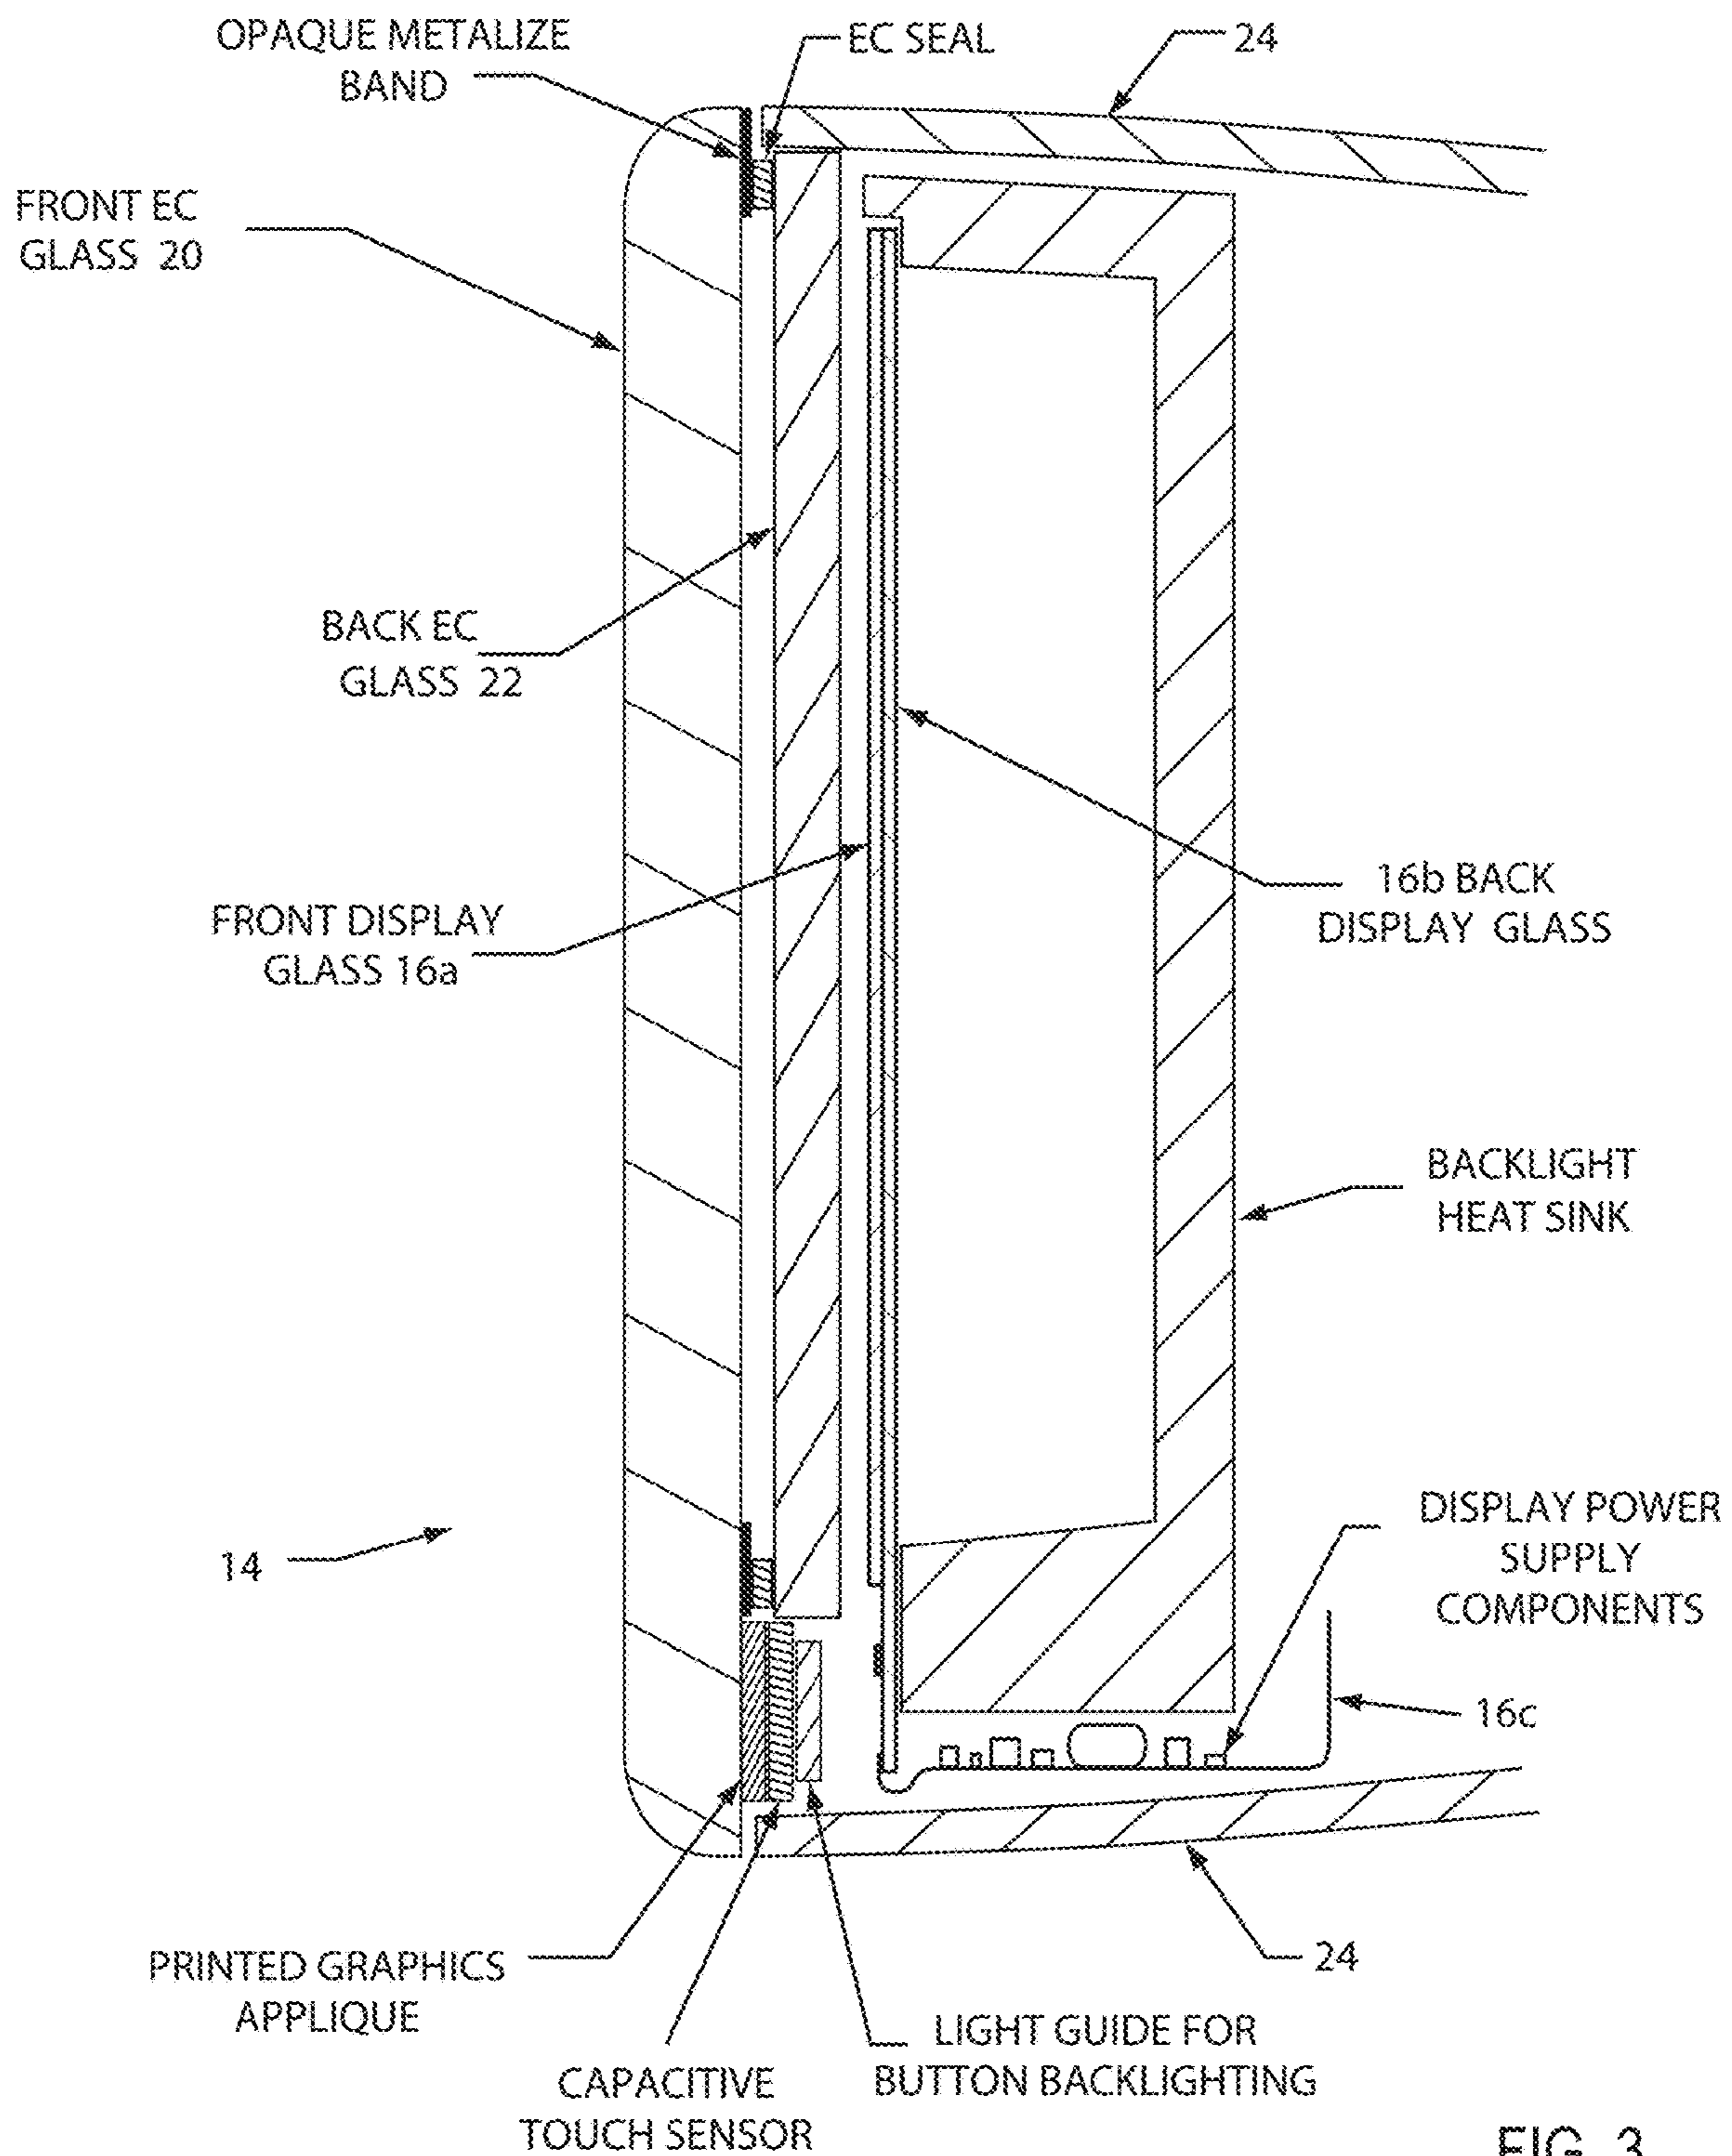 OPAQUE METALIZE
BAND
EC SEAL
24
FRONT EC
GLASS 20
BACK EC
GLASS 22
FRONT DISPLAY
GLASS 16a
16b BACK
DISPLAY GLASS
BACKLIGHT
HEAT SINK
14
DISPLAY POWER
SUPPLY
COMPONENTS
16c
24
PRINTED GRAPHICS
APPLIQUE
LIGHT GUIDE FOR
BUTTON BACKLIGHTING
CAPACITIVE
TOUCH SENSOR
FIG. 3